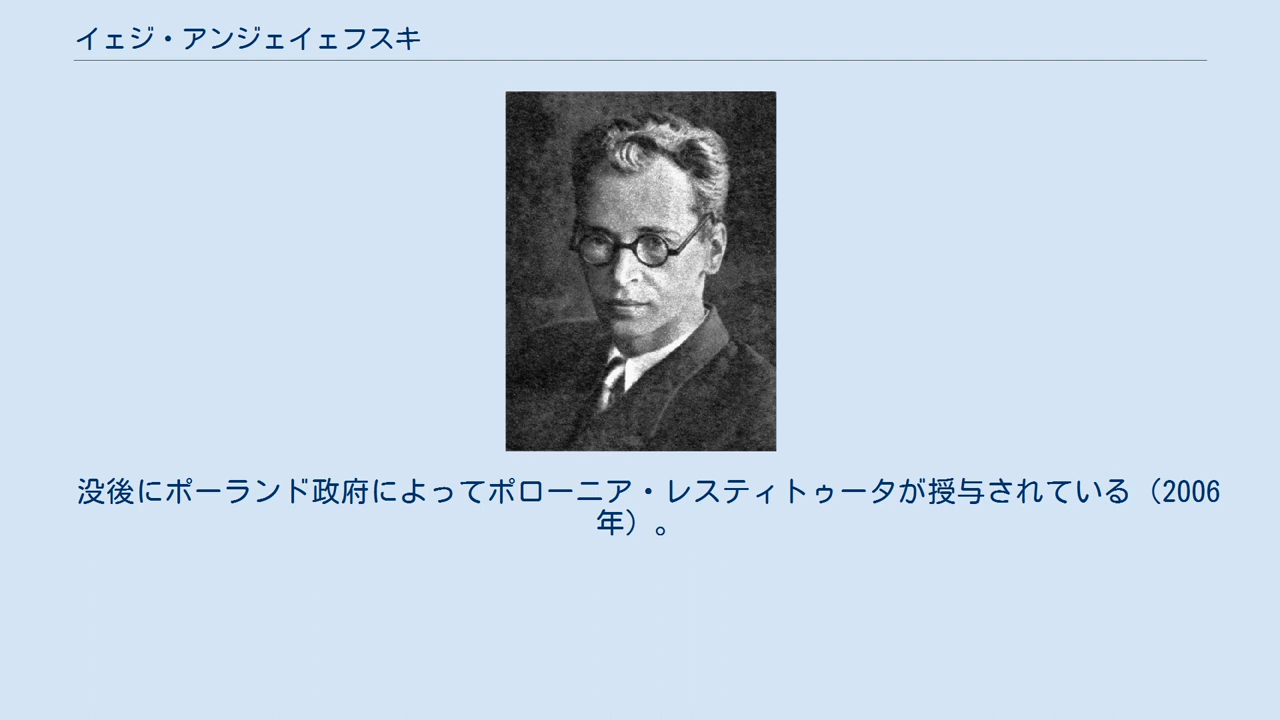 イェジ・アンジェイェフスキ
没後にポーランド政府によってポローニア・レスティトゥータが授与されている（2006
年）。